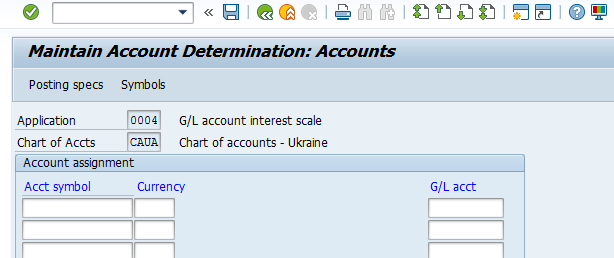 Maintain Account Determination: Accounts
Posting specs Symbols
Application 0004 G/L account interest scale
Chart of Accts CAUA Chart of accounts - Ukraine
Account assignment
Acct symbol Currency G/L acct